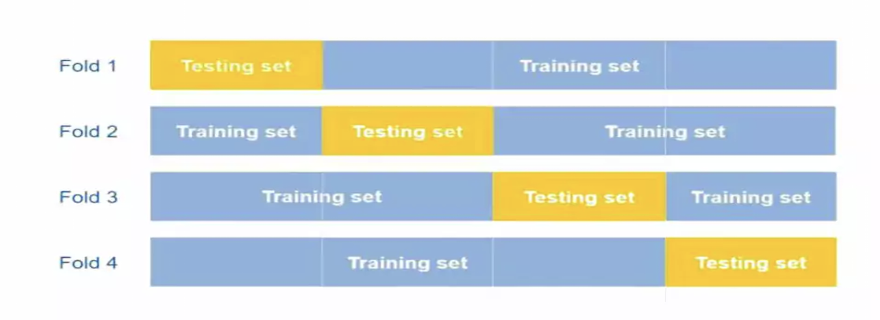 Fold 1 Testing set Training set
Fold 2 Training set Testing set Training set
Fold 3 Training set Testing set Training set
Fold 4 Training set Testing set